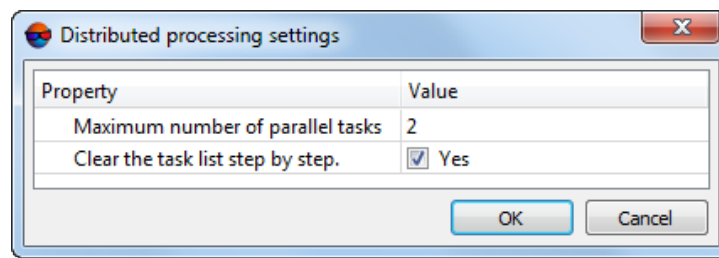 Distributed processing settings
Property Value
Maximum number of parallel tasks 2
Clear the task list step by step. Yes
OK Cancel